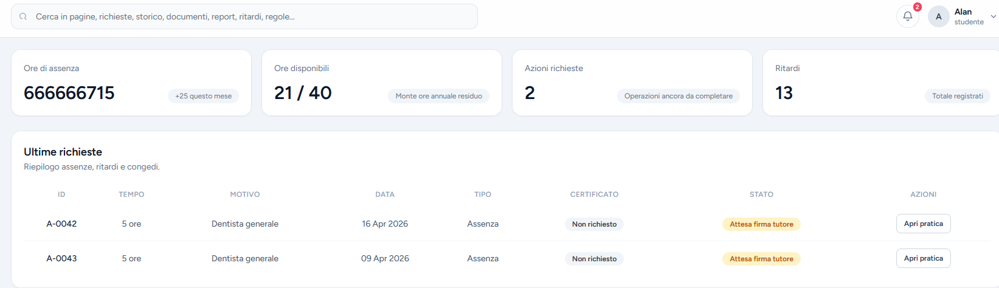 Cerca in pagine, richieste, storico, documenti, report, ritardi, regole...
2
A
Alan
studente
Ore di assenza
666666715
+25 questo mese
Ore disponibili
21 / 40
Monte ore annuale residuo
Azioni richieste
2
Operazioni ancora da completare
Ritardi
13
Totale registrati
Ultime richieste
Riepilogo assenze, ritardi e congedi.
ID TEMPO MOTIVO DATA TIPO CERTIFICATO STATO AZIONI
A-0042 5 ore Dentista generale 16 Apr 2026 Assenza Non richiesto Attesa firma tutore Apri pratica
A-0043 5 ore Dentista generale 09 Apr 2026 Assenza Non richiesto Attesa firma tutore Apri pratica